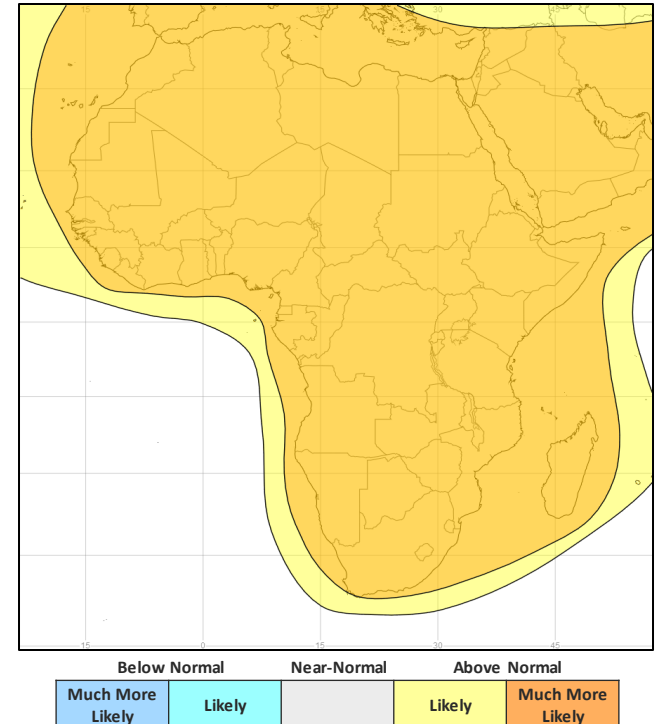 15
15 0 15 30 45
Below Normal Near-Normal Above Normal
Much More Likely Likely Much More
Likely Likely